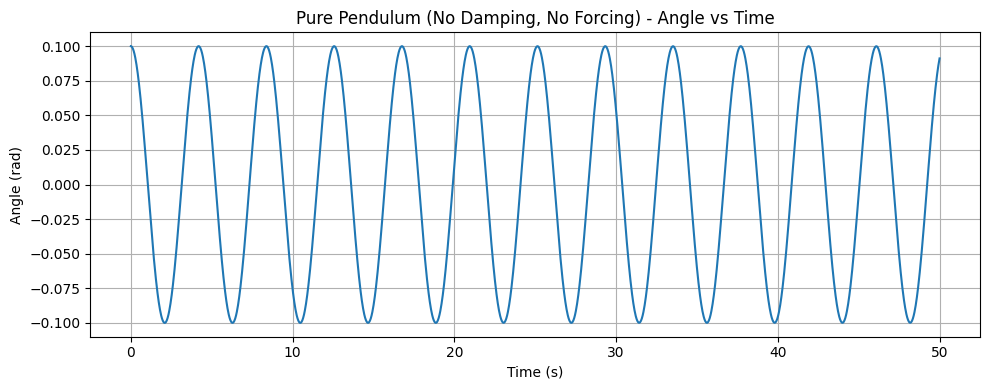 Pure Pendulum (No Damping, No Forcing) - Angle vs Time
0.100
0.075
0.050
0.025
0.000
−0.025
−0.050
−0.075
−0.100
Angle (rad)
0 10 20 30 40 50
Time (s)